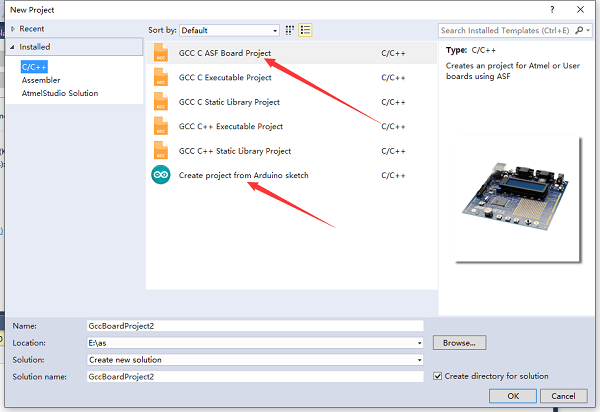 New Project
Recent
Installed
C/C++
Assembler
AtmelStudio Solution
Sort by: Default
Search Installed Templates (Ctrl+E)
GCC C ASF Board Project C/C++
GCC C Executable Project C/C++
GCC C Static Library Project C/C++
GCC C++ Executable Project C/C++
GCC C++ Static Library Project C/C++
Create project from Arduino sketch C/C++
Type: C/C++
Creates an project for Atmel or User
boards using ASF
Name: GccBoardProject2
Location: E:\as
Browse...
Solution: Create new solution
Solution name: GccBoardProject2
Create directory for solution
OK
Cancel